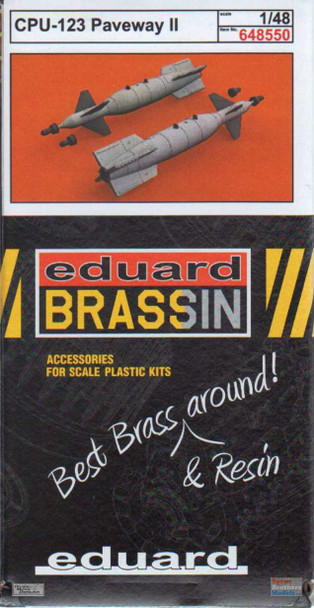 CPU-123 Paveway II
scale
1/48
Item No.
648550
eduard
BRASSIN
ACCESSORIES
FOR SCALE PLASTIC KITS
Best Brass around!
& Resin
eduard